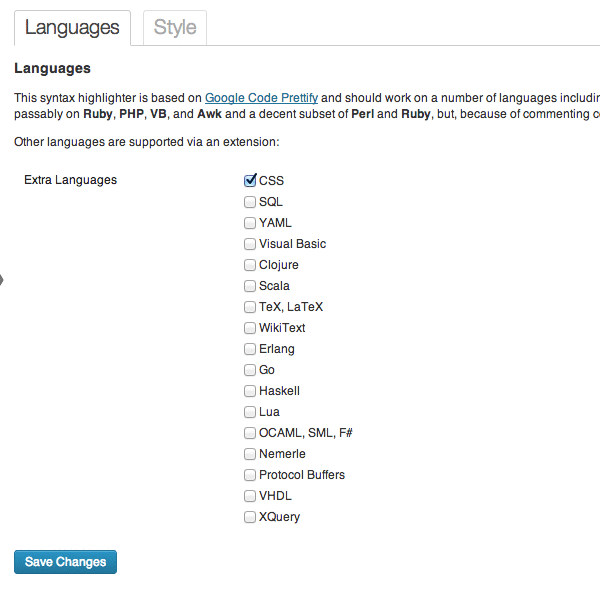 Languages Style
Languages
This syntax highlighter is based on Google Code Prettify and should work on a number of languages
passably on Ruby, PHP, VB, and Awk and a decent subset of Perl and Ruby, but, because of commenting
Other languages are supported via an extension:
Extra Languages
CSS
SQL
YAML
Visual Basic
Clojure
Scala
TeX, LaTeX
WikiText
Erlang
Go
Haskell
Lua
OCAML, SML, F#
Nemerle
Protocol Buffers
VHDL
XQuery
Save Changes